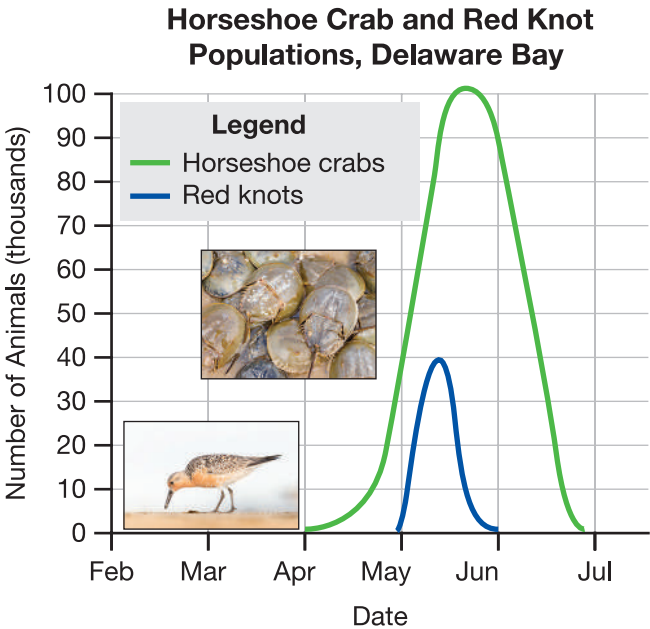 Horseshoe Crab and Red Knot
Populations, Delaware Bay
Number of Animals (thousands)
100
90
80
70
60
50
40
30
20
10
0
Legend
Horseshoe crabs
Red knots
Feb Mar Apr May Jun Jul
Date